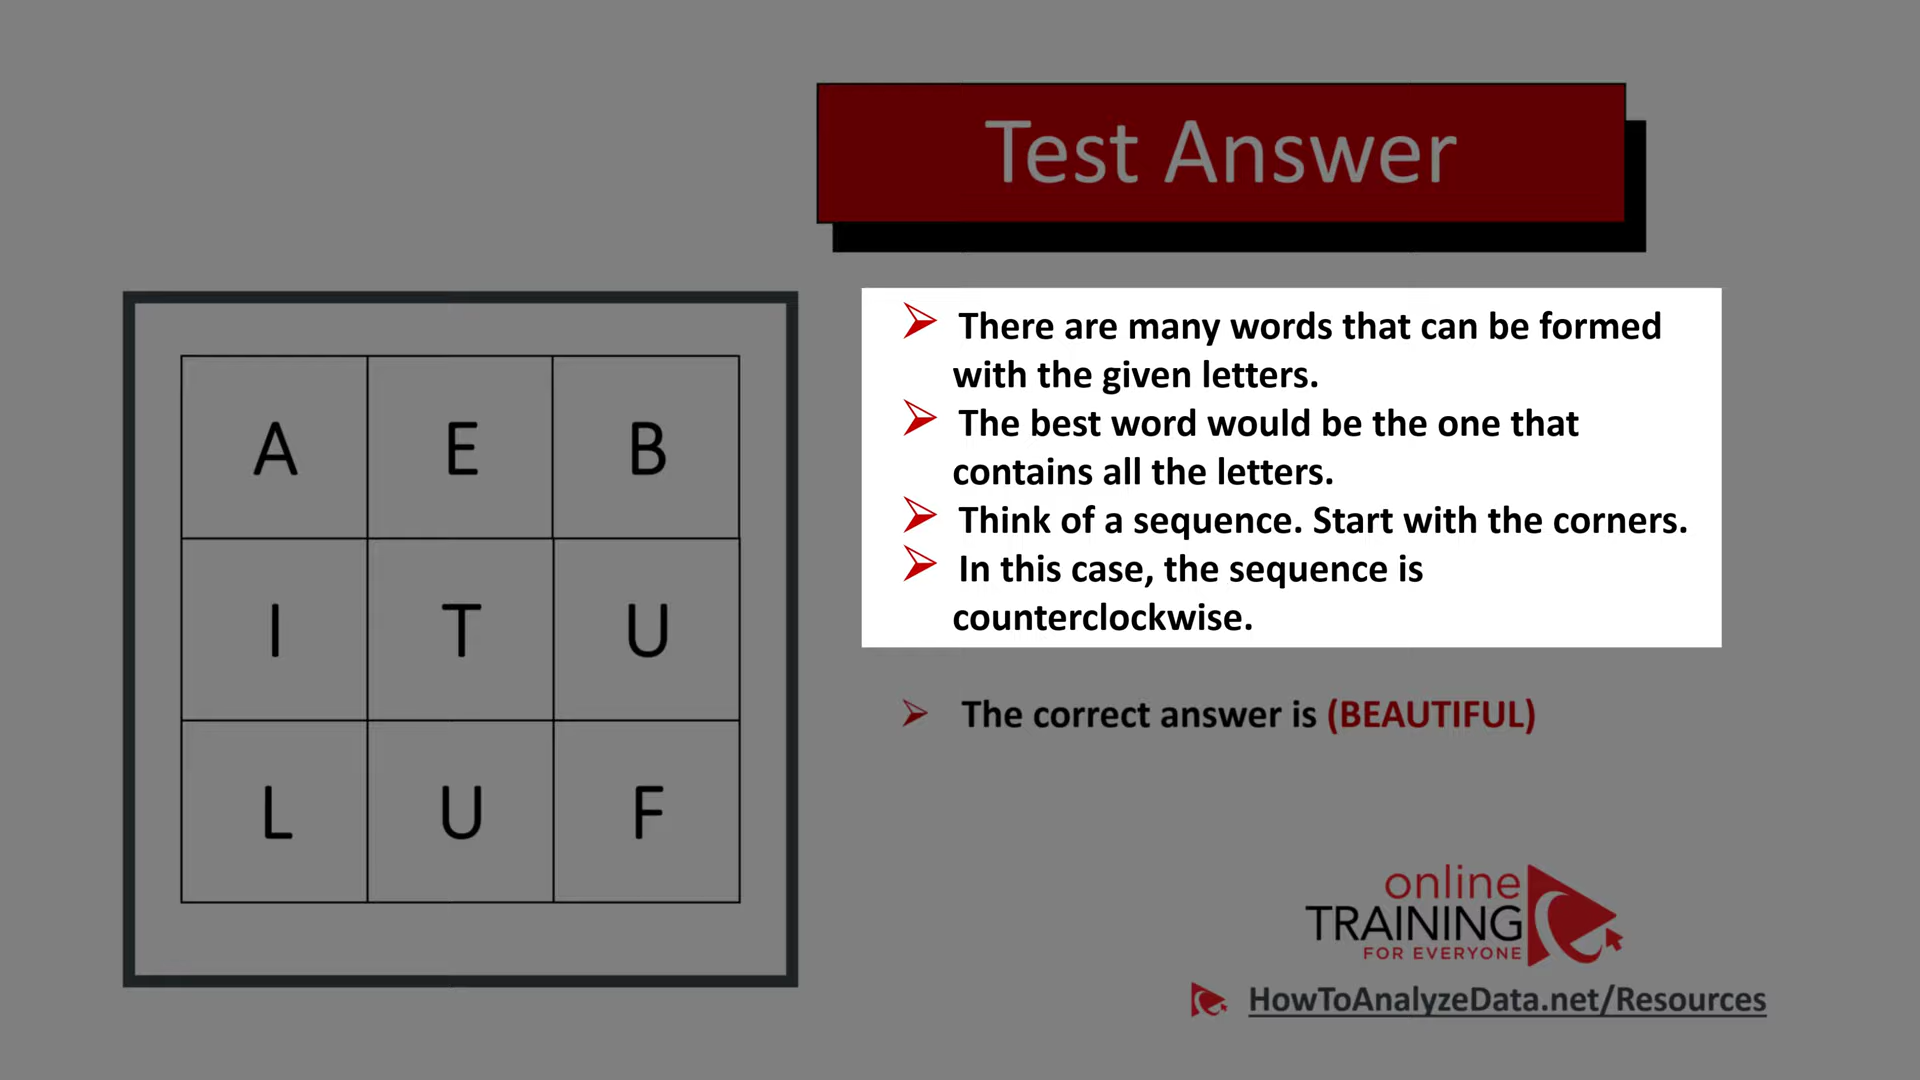 Test Answer
A E B
I T U
L U F
There are many words that can be formed
with the given letters.
The best word would be the one that
contains all the letters.
Think of a sequence. Start with the corners.
In this case, the sequence is
counterclockwise.
The correct answer is (BEAUTIFUL)
online
TRAINING
FOR EVERYONE
HowToAnalyzeData.net/Resources